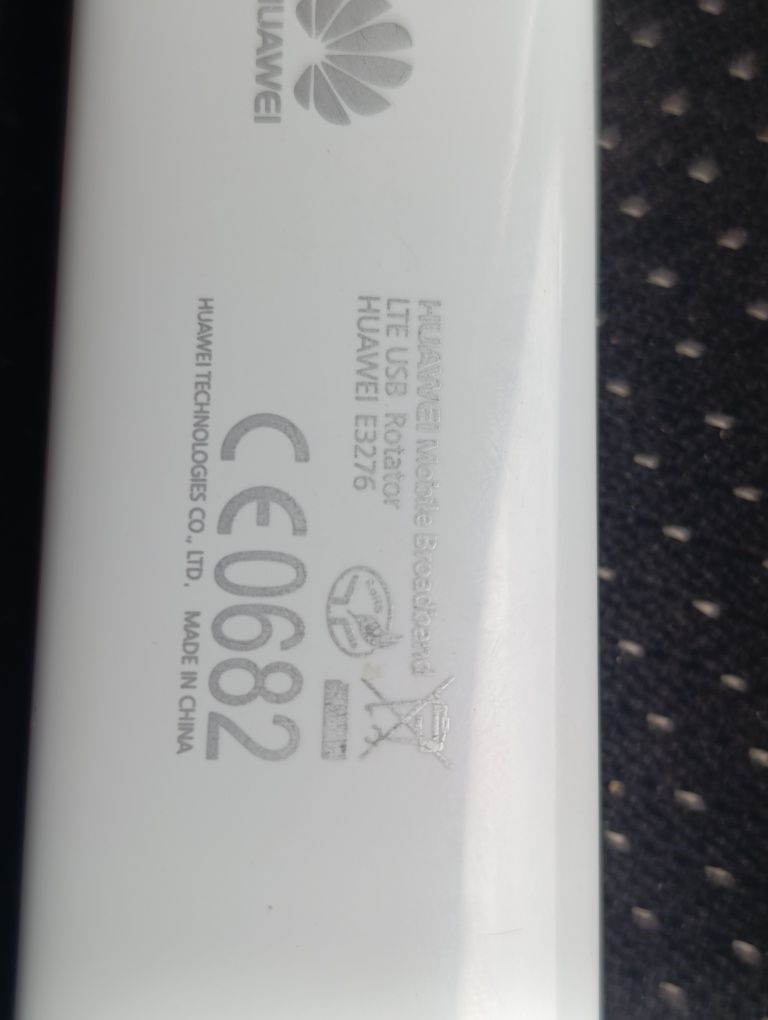 HUAWEI
HUAWEI Mobile Broadband
LTE USB Rotator
HUAWEI E3276
CE0682
HUAWEI TECHNOLOGIES CO., LTD. MADE IN CHINA